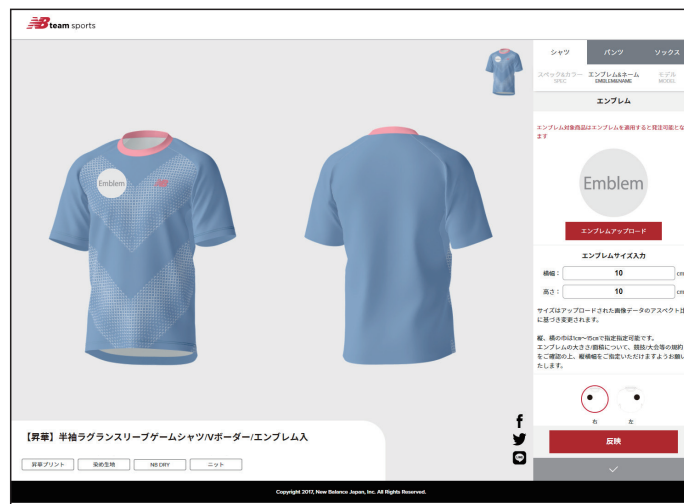 NB team sports
シャツ パンツ ソックス
スペック&カラー エンブレム&ネーム モデル
SPEC EMBLEM&NAME MODEL
エンブレム
エンブレム対象商品はエンブレムを適用すると発注可能とな
ます
Emblem
Emblem
NB
エンブレムアップロード
エンブレムサイズ入力
横幅： 10 cm
高さ： 10 cm
サイズはアップロードされた画像データのアスペクト比
に基づき変更されます。
縦、横の巾は1cm〜15cmで指定可能です。
エンブレムの大きさ/面積について、競技/大会等の規約
をご確認の上、縦横幅をご指定いただけますようお願い
たします。
右 左
反映
【昇華】半袖ラグランスリーブゲームシャツ/Vボーダー/エンブレム入
昇華プリント 染め生地 NB DRY ニット
f
LINE
Copyright 2017, New Balance Japan, Inc. All Rights Reserved.